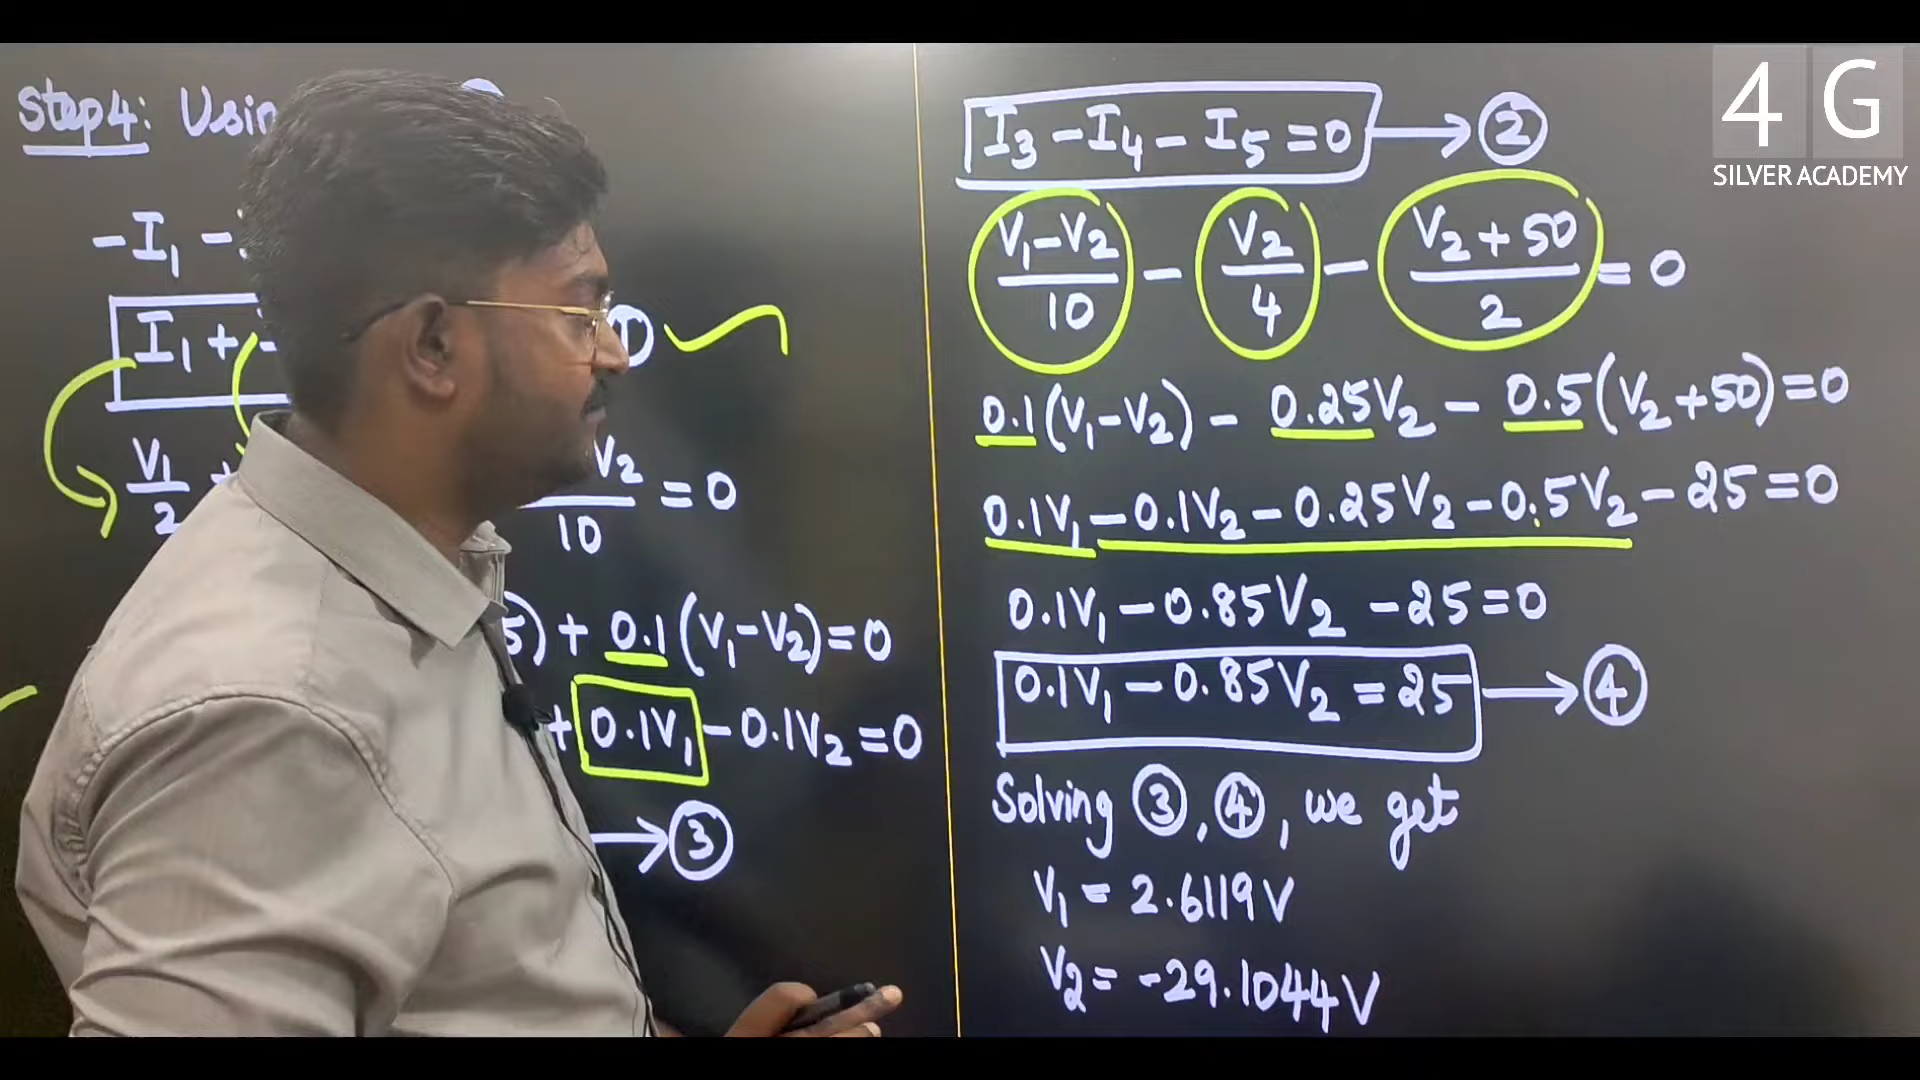 Step4: Usin
-I₁ -
I₁ +
①
V₁/2 +
V₂/10 = 0
5) + 0.1(V₁-V₂)=0
+ 0.1V₁ - 0.1V₂ = 0
→ ③
I₃ - I₄ - I₅ = 0 → ②
(V₁-V₂)/10 - V₂/4 - (V₂+50)/2 = 0
0.1(V₁-V₂) - 0.25V₂ - 0.5(V₂+50)=0
0.1V₁ - 0.1V₂ - 0.25V₂ - 0.5V₂ - 25 = 0
0.1V₁ - 0.85V₂ - 25 = 0
0.1V₁ - 0.85V₂ = 25 → ④
Solving ③, ④, we get
V₁ = 2.6119V
V₂ = -29.1044V
4 G
SILVER ACADEMY